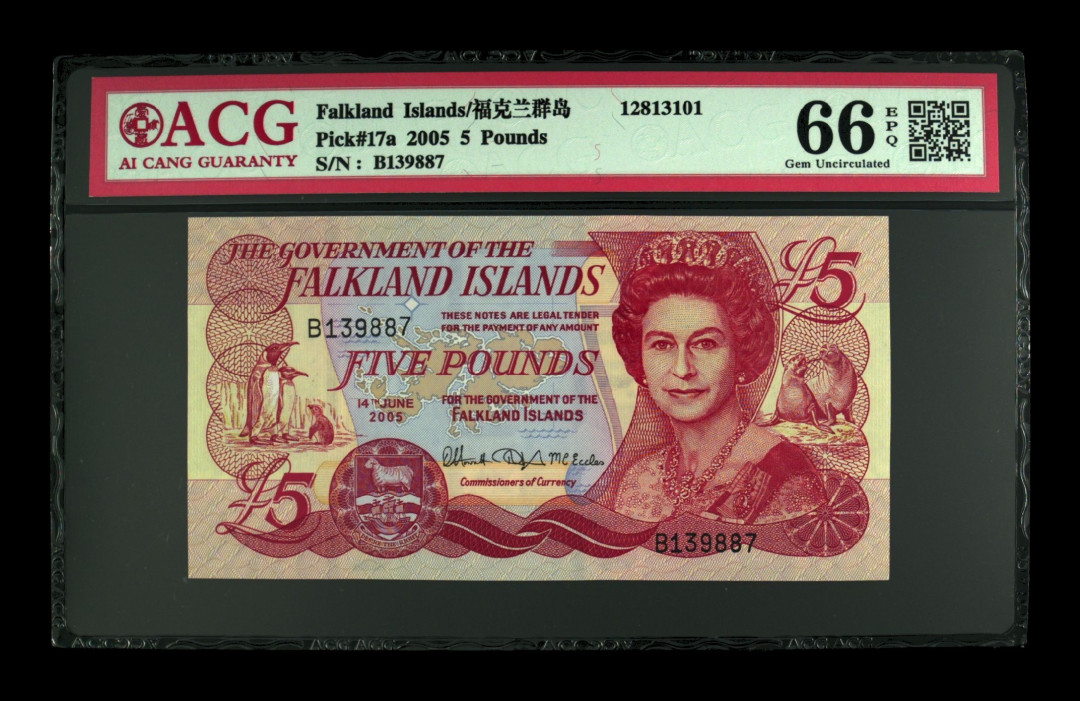 ACG
AI CANG GUARANTY
Falkland Islands/福克兰群岛
12813101
Pick#17a 2005 5 Pounds
S/N : B139887
66
EPQ
Gem Uncirculated
THE GOVERNMENT OF THE
FALKLAND ISLANDS
£5
B139887
THESE NOTES ARE LEGAL TENDER
FOR THE PAYMENT OF ANY AMOUNT
FIVE POUNDS
14TH JUNE
2005
FOR THE GOVERNMENT OF THE
FALKLAND ISLANDS
Commissioners of Currency
£5
B139887